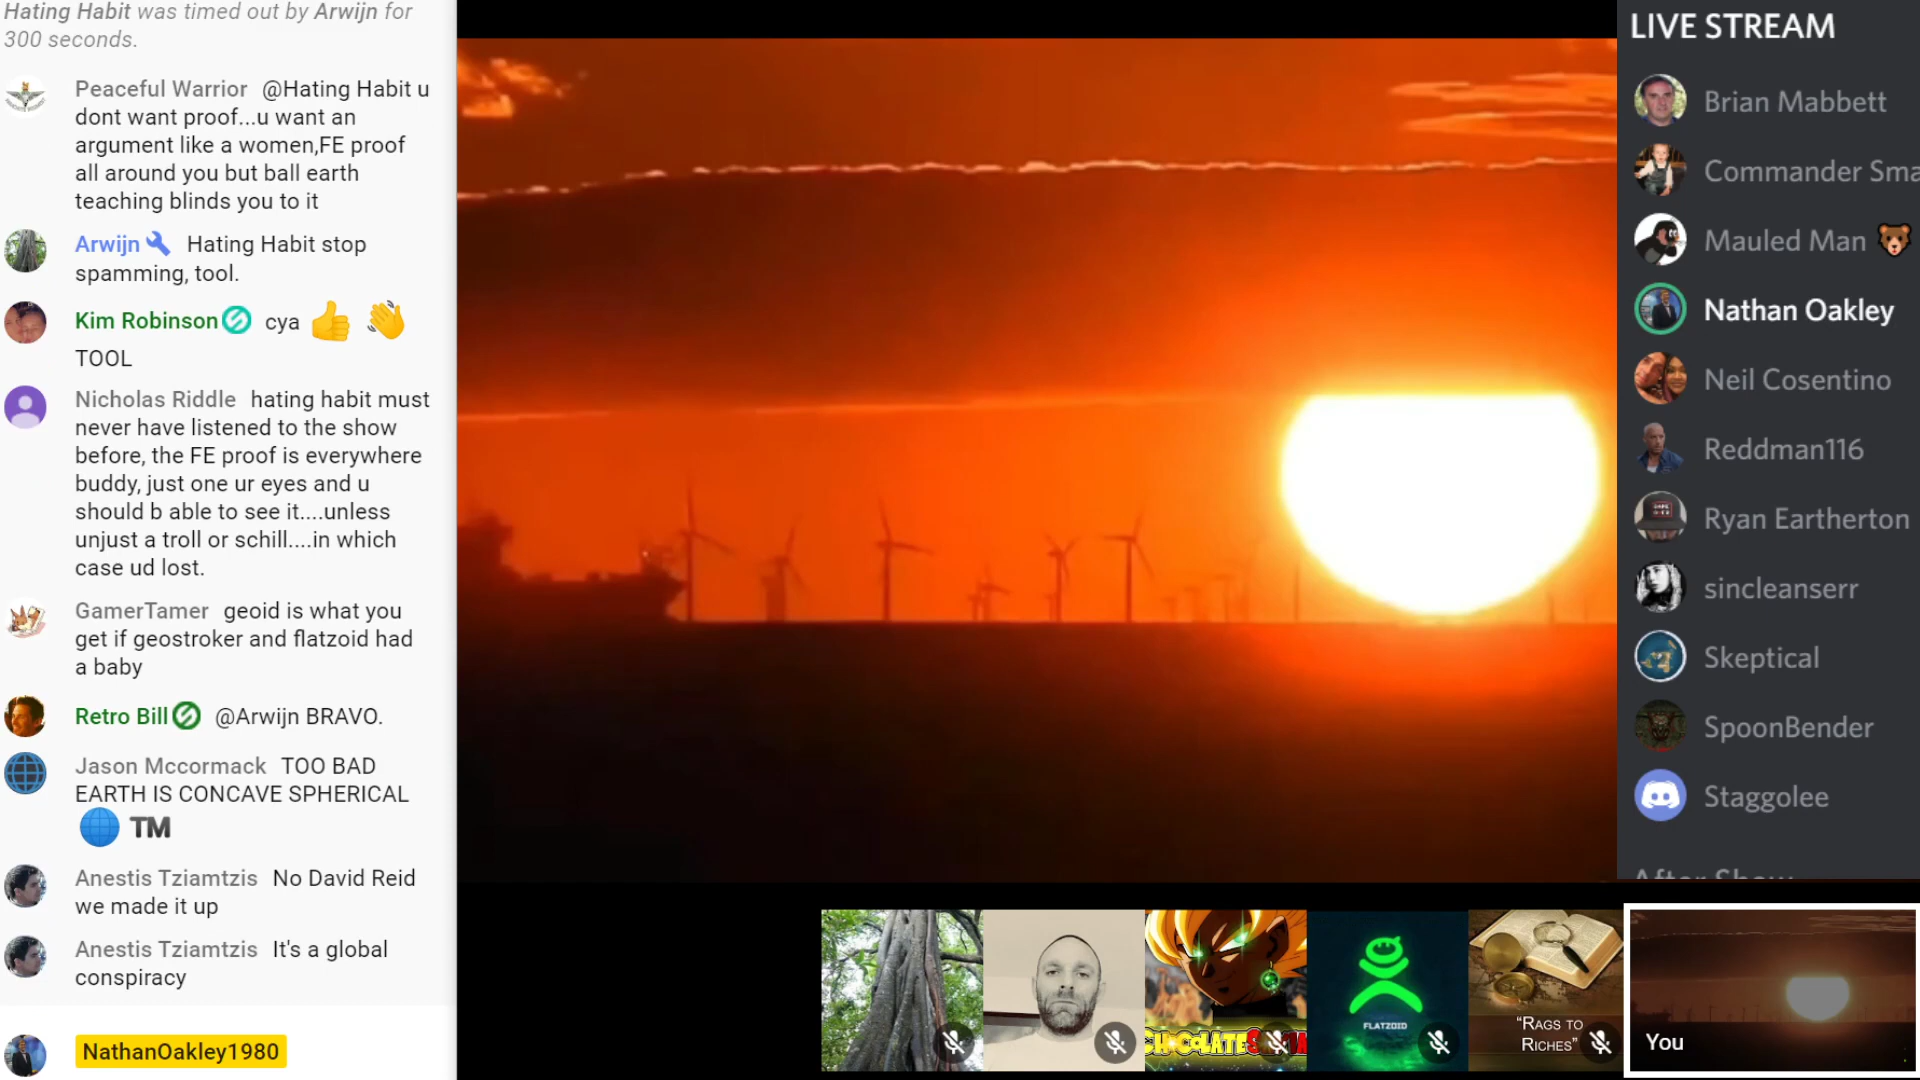 Hating Habit was timed out by Arwijn for
300 seconds.
Peaceful Warrior @Hating Habit u
dont want proof...u want an
argument like a women,FE proof
all around you but ball earth
teaching blinds you to it
Arwijn Hating Habit stop
spamming, tool.
Kim Robinson cya
TOOL
Nicholas Riddle hating habit must
never have listened to the show
before, the FE proof is everywhere
buddy, just one ur eyes and u
should b able to see it....unless
unjust a troll or schill....in which
case ud lost.
GamerTamer geoid is what you
get if geostroker and flatzoid had
a baby
Retro Bill @Arwijn BRAVO.
Jason Mccormack TOO BAD
EARTH IS CONCAVE SPHERICAL
TM
Anestis Tziamtzis No David Reid
we made it up
Anestis Tziamtzis It's a global
conspiracy
NathanOakley1980
LIVE STREAM
Brian Mabbett
Commander Sma
Mauled Man
Nathan Oakley
Neil Cosentino
Reddman116
Ryan Eartherton
sincleanserr
Skeptical
SpoonBender
Staggolee
After Show
FLATZOID
"RAGS TO
RICHES"
You